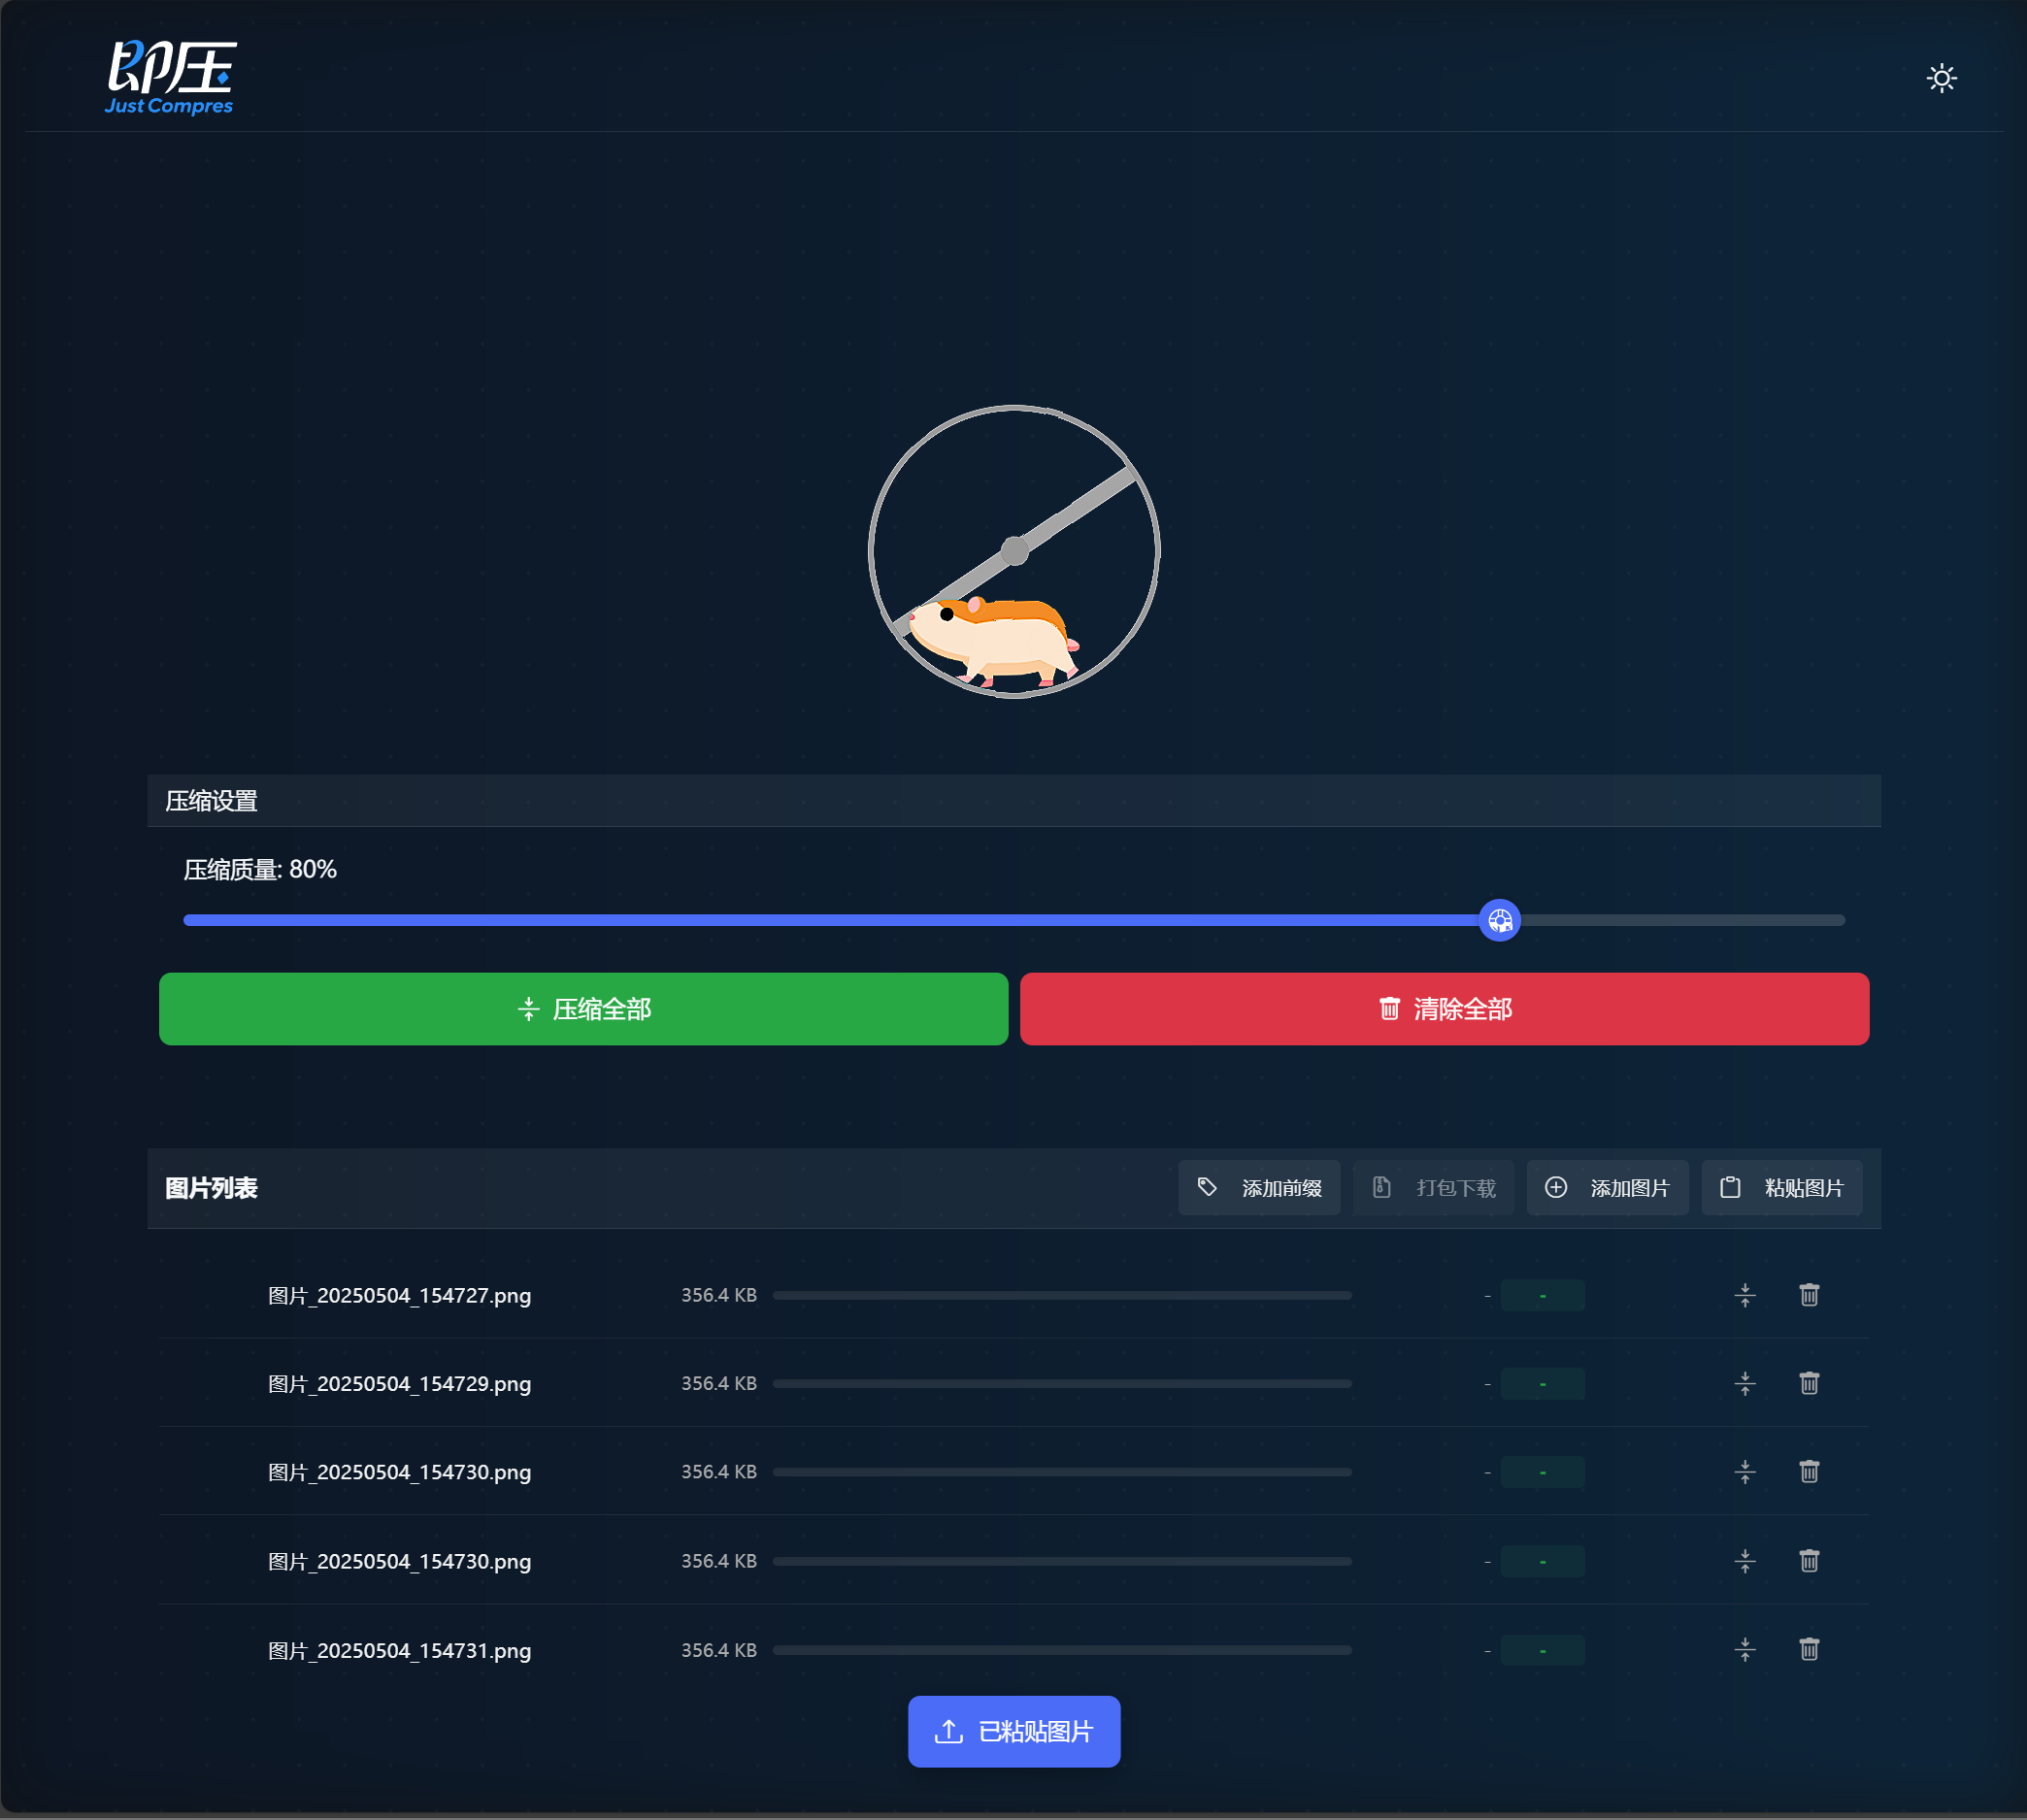 即压
Just Compres
压缩设置
压缩质量: 80%
压缩全部
清除全部
图片列表
添加前缀
打包下载
添加图片
粘贴图片
图片_20250504_154727.png 356.4 KB - -
图片_20250504_154729.png 356.4 KB - -
图片_20250504_154730.png 356.4 KB - -
图片_20250504_154730.png 356.4 KB - -
图片_20250504_154731.png 356.4 KB - -
已粘贴图片